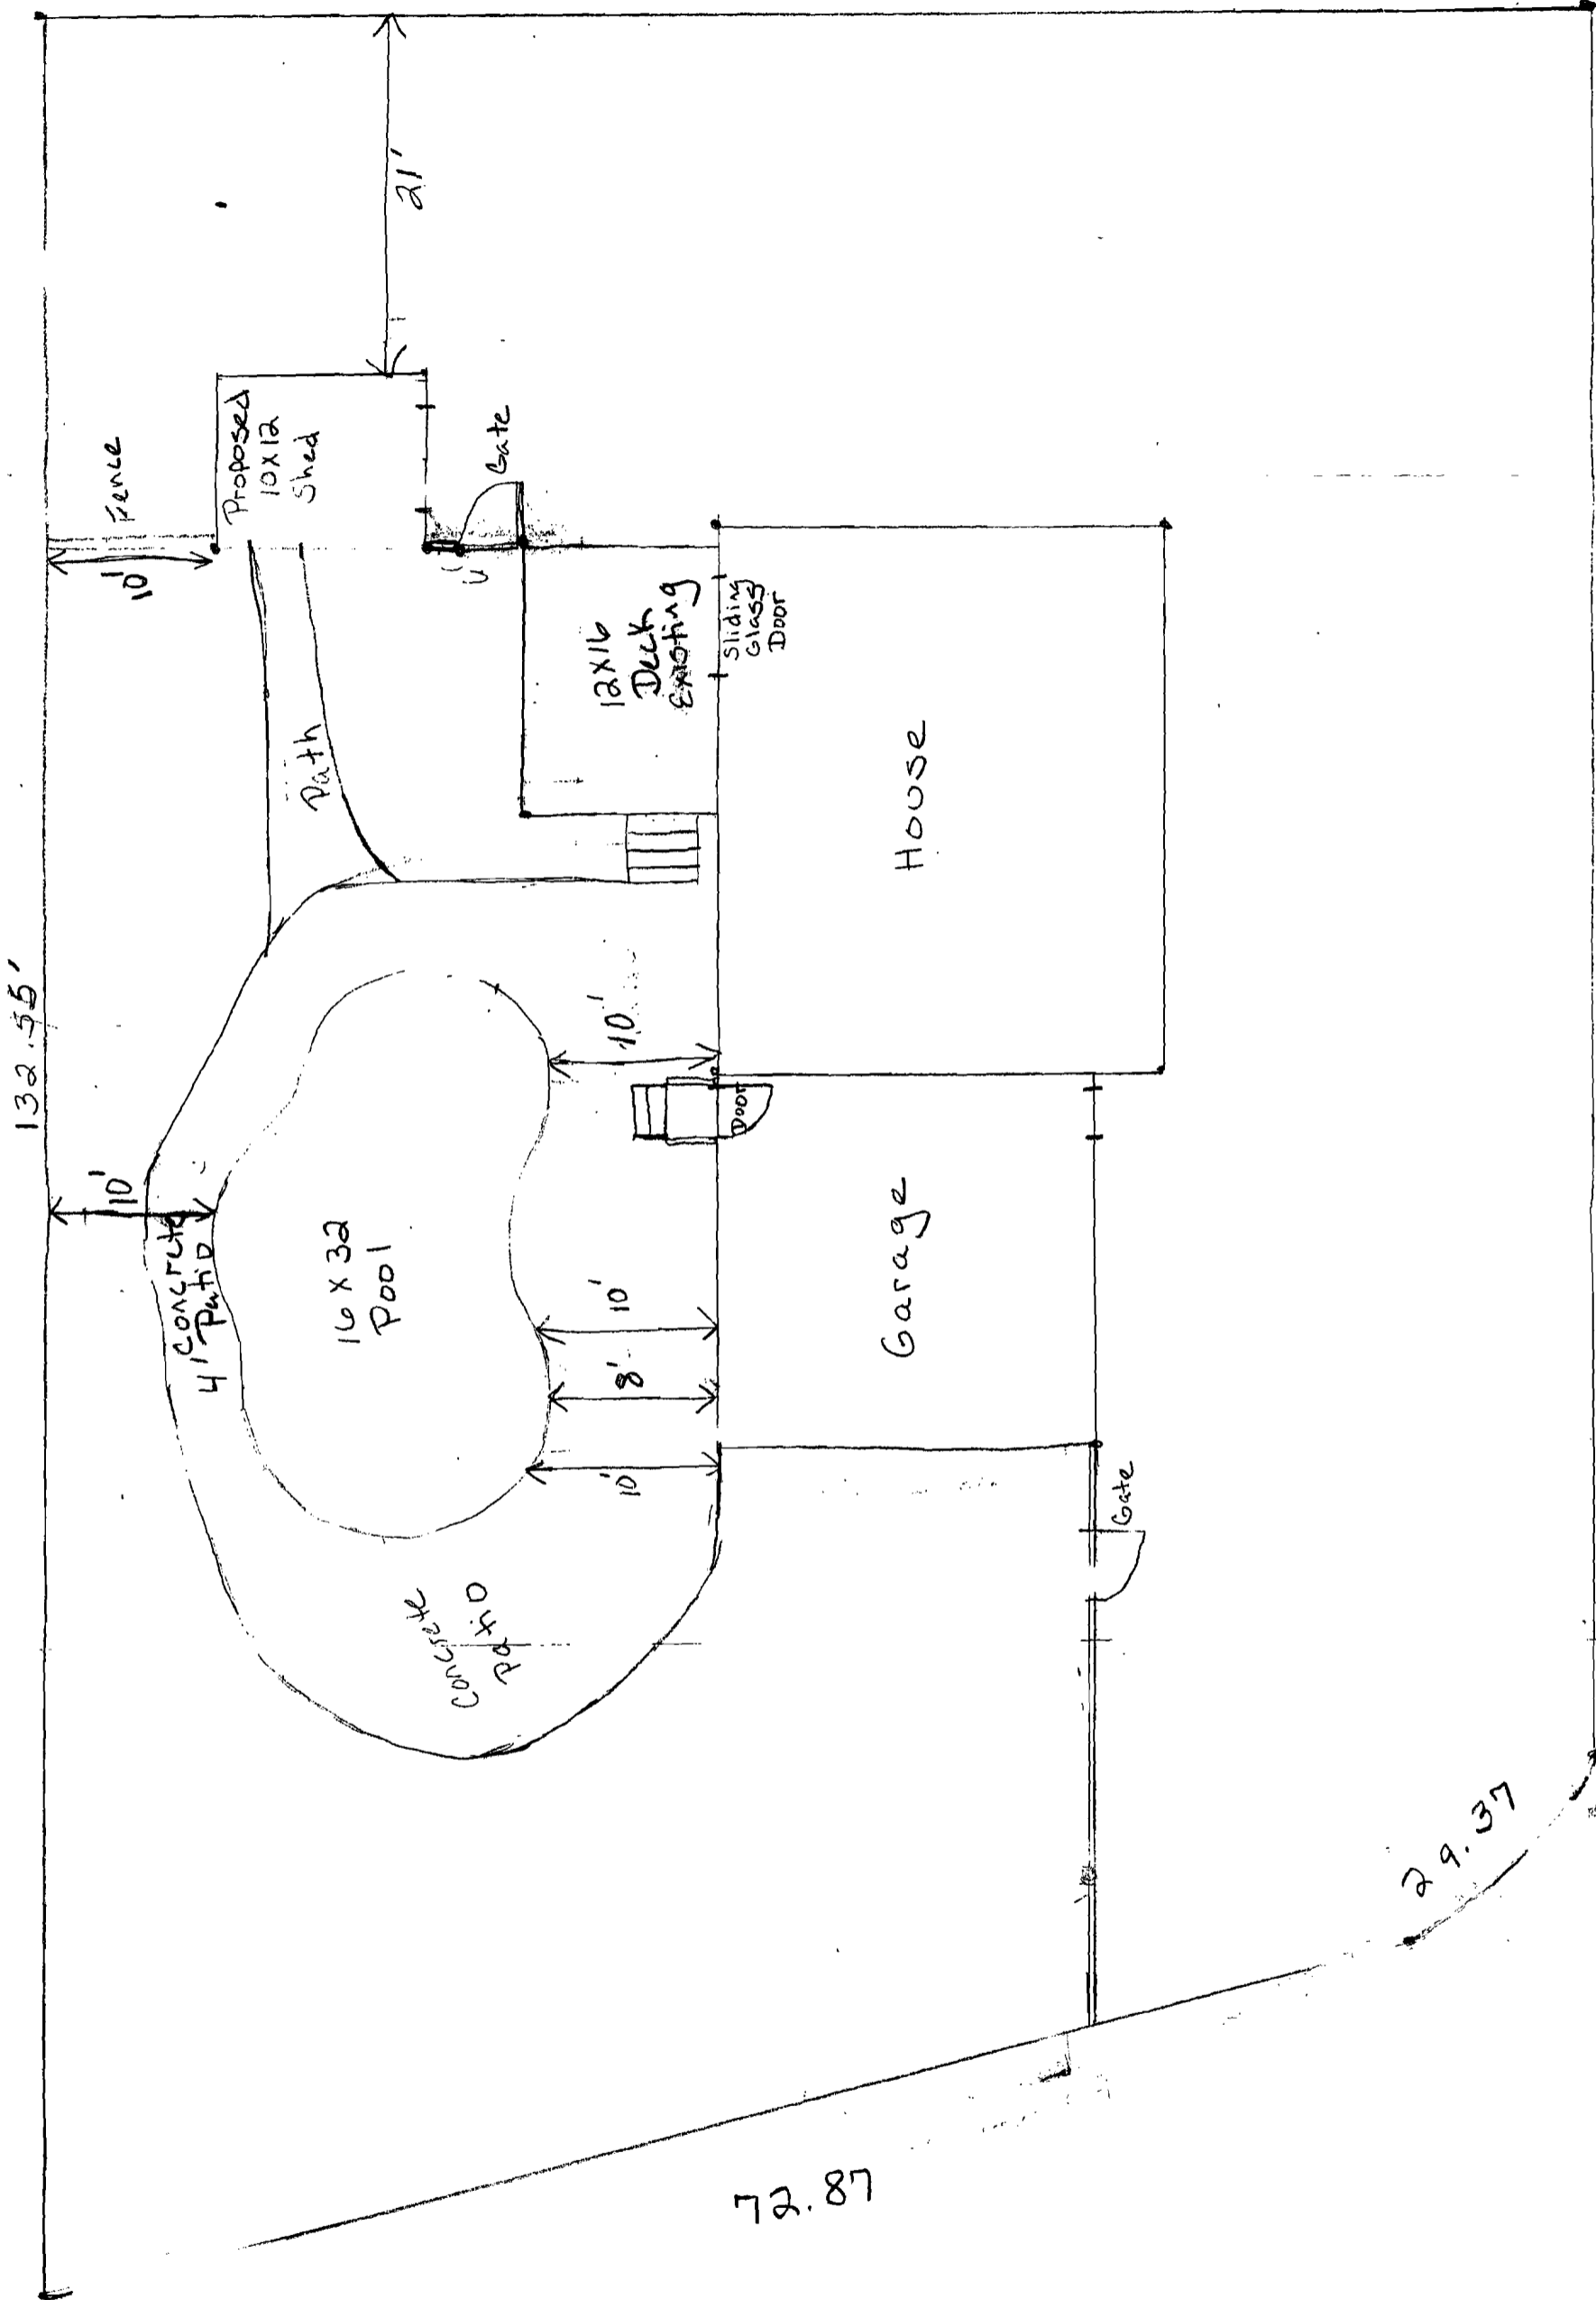 132.55'
21'
Fence
10'
Proposed
10x12
Shed
Gate
12x16
Deck
Existing
Sliding
Glass
Door
Path
House
10'
10'
4' Concrete
Patio
16 x 32
Pool
Door
10'
8'
10'
Garage
Gate
Concrete
Patio
29.37
72.87